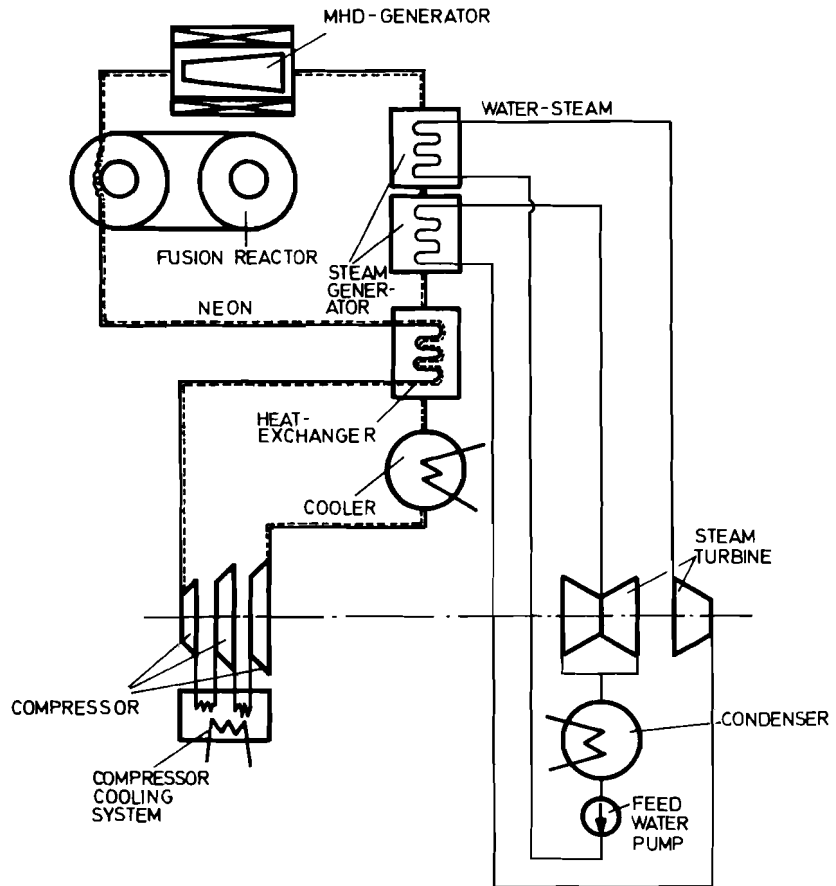 MHD-GENERATOR
WATER-STEAM
FUSION REACTOR
STEAM
GENER-
ATOR
NEON
HEAT-
EXCHANGER
COOLER
STEAM
TURBINE
COMPRESSOR
CONDENSER
COMPRESSOR
COOLING
SYSTEM
FEED
WATER
PUMP